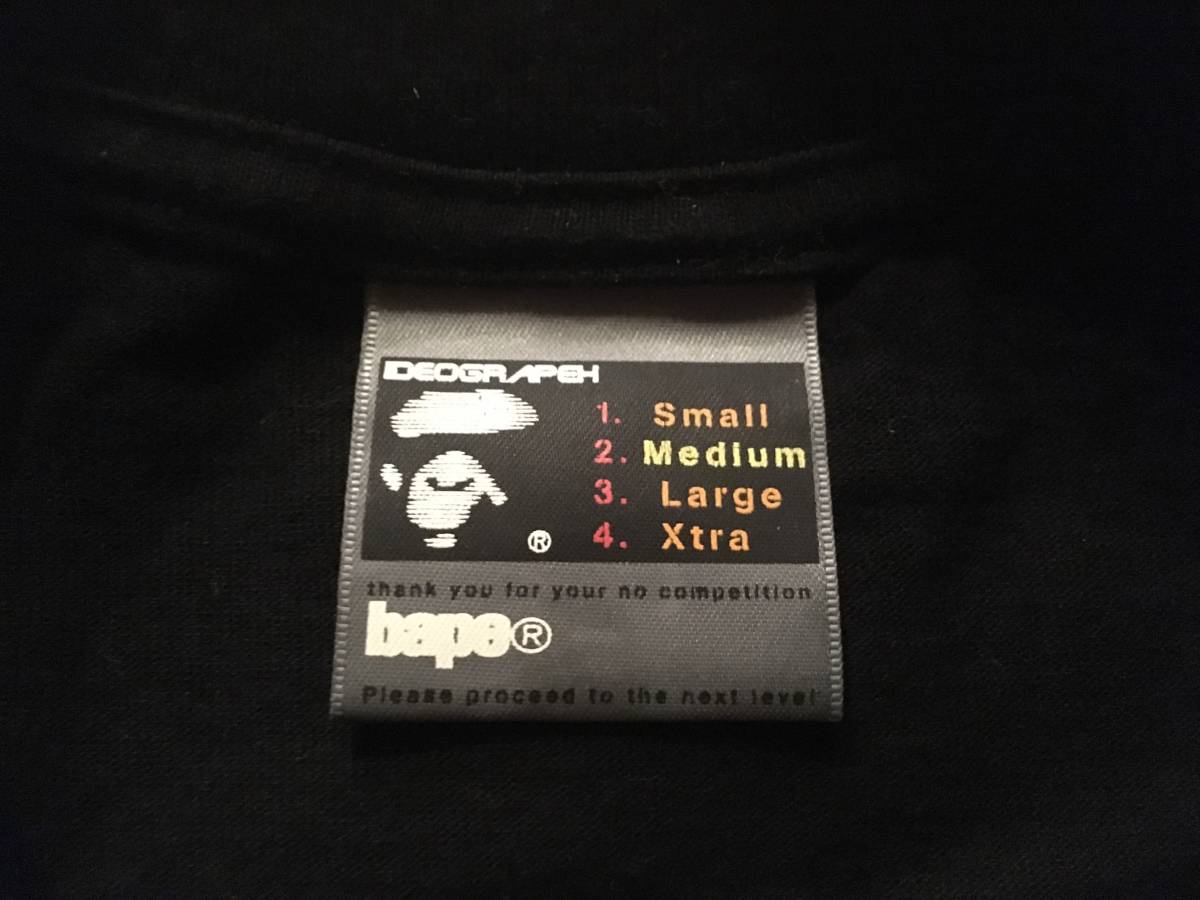 IDEOGRAPEH
1. Small
2. Medium
3. Large
4. Xtra
®
thank you for your no competition
bape®
Please proceed to the next level